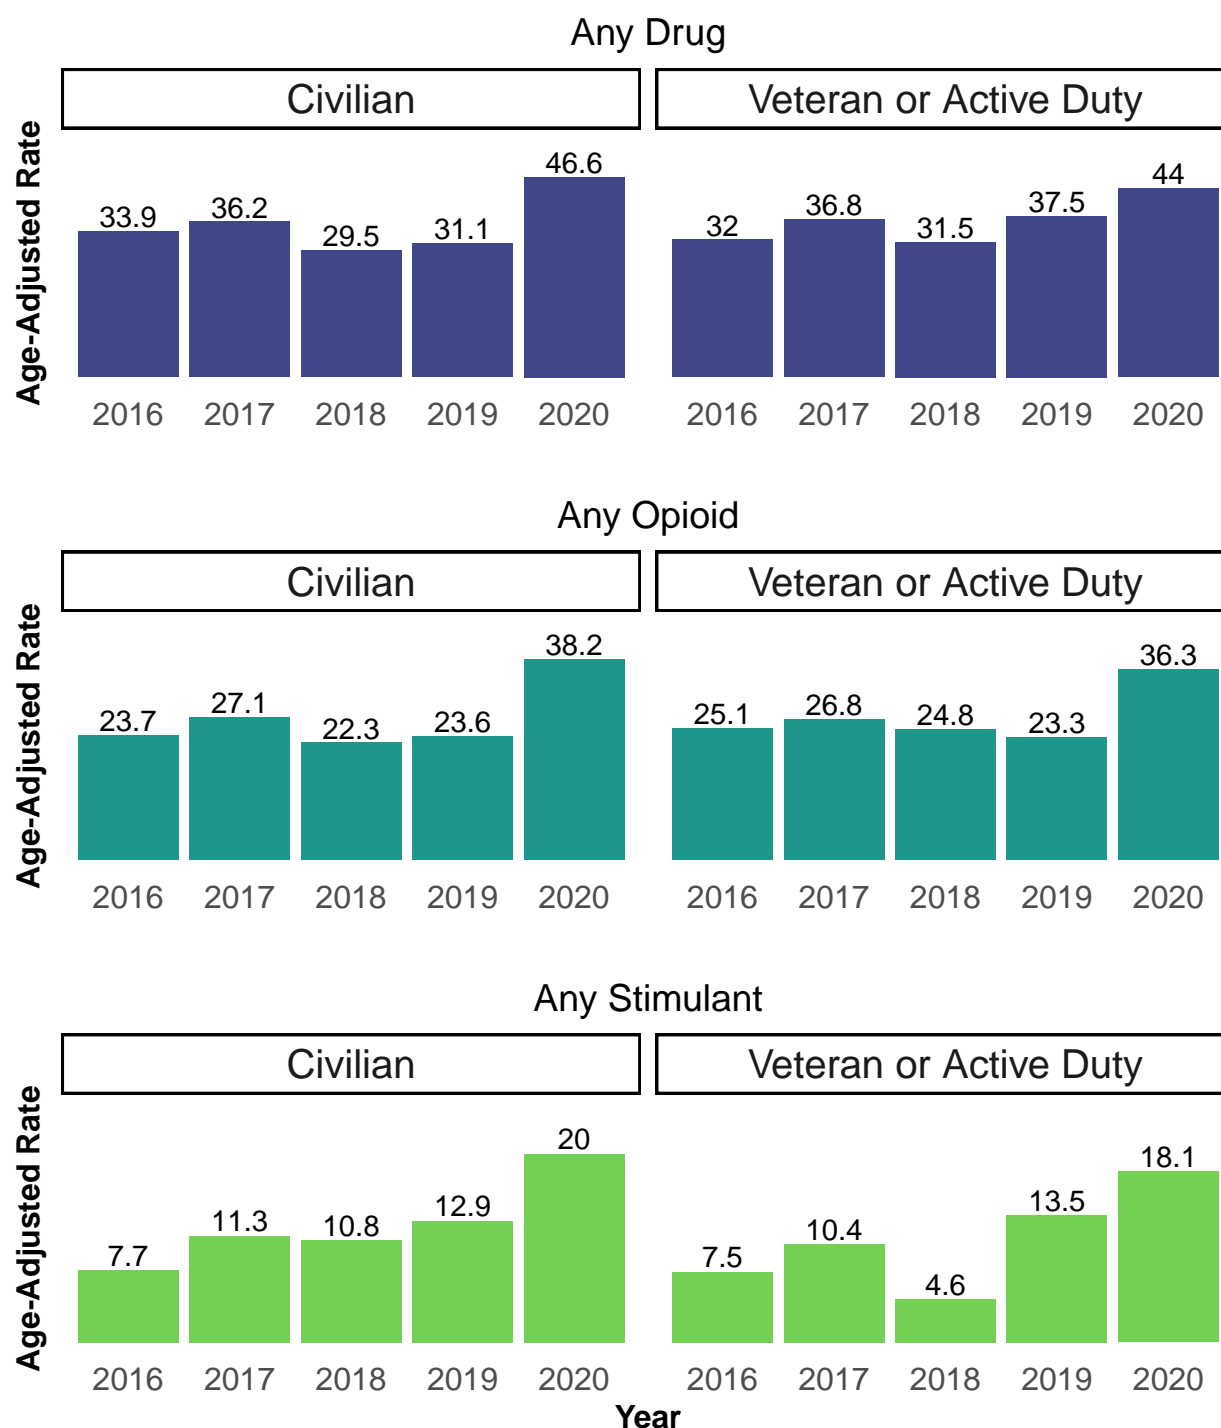 Any Drug
Civilian Veteran or Active Duty
Age-Adjusted Rate
33.9 36.2 29.5 31.1 46.6 32 36.8 31.5 37.5 44
2016 2017 2018 2019 2020 2016 2017 2018 2019 2020
Any Opioid
Civilian Veteran or Active Duty
Age-Adjusted Rate
23.7 27.1 22.3 23.6 38.2 25.1 26.8 24.8 23.3 36.3
2016 2017 2018 2019 2020 2016 2017 2018 2019 2020
Any Stimulant
Civilian Veteran or Active Duty
Age-Adjusted Rate
7.7 11.3 10.8 12.9 20 7.5 10.4 4.6 13.5 18.1
2016 2017 2018 2019 2020 2016 2017 2018 2019 2020
Year